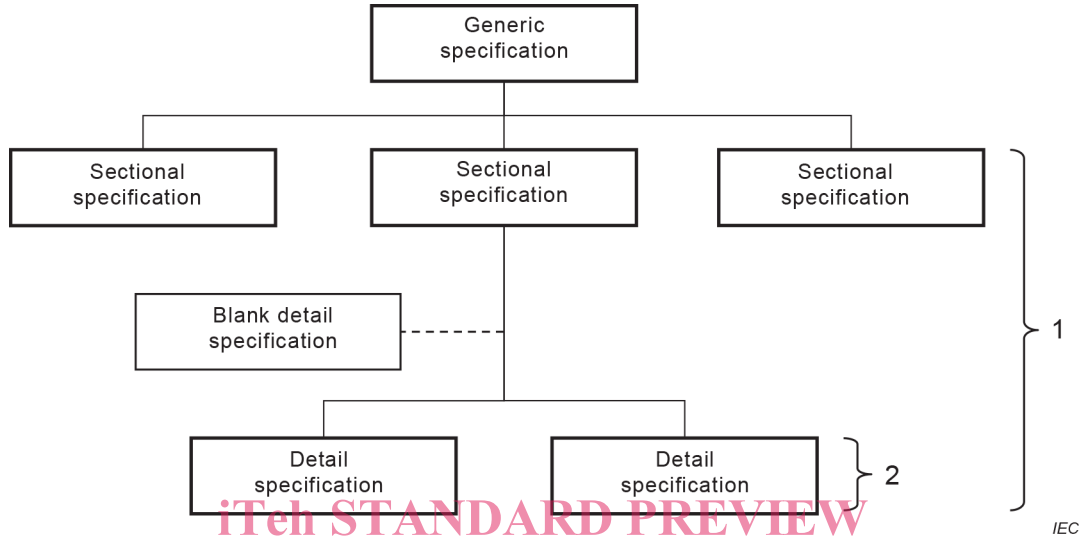 Generic
specification
Sectional
specification
Sectional
specification
Sectional
specification
Blank detail
specification
1
Detail
specification
Detail
specification
2
iTeh STANDARD PREVIEW
IEC